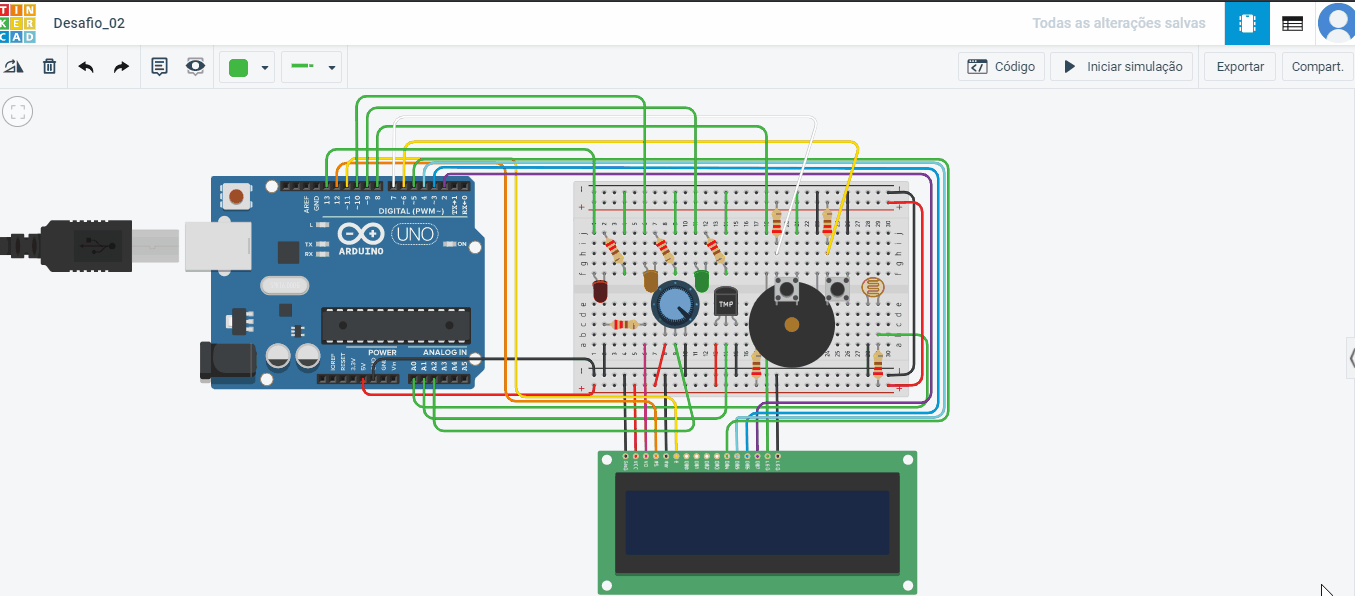 TIN
KER
CAD
Desafio_02
Todas as alterações salvas
Código
Iniciar simulação
Exportar
Compart.
AREF
GND
13
12
~11
~10
~9
8
7
~6
~5
4
~3
2
TX→1
RX←0
DIGITAL (PWM~)
L
TX
RX
UNO
ON
ARDUINO
TMP
POWER
ANALOG IN
IOREF
RESET
3.3V
5V
GND
Vin
A0
A1
A2
A3
A4
A5